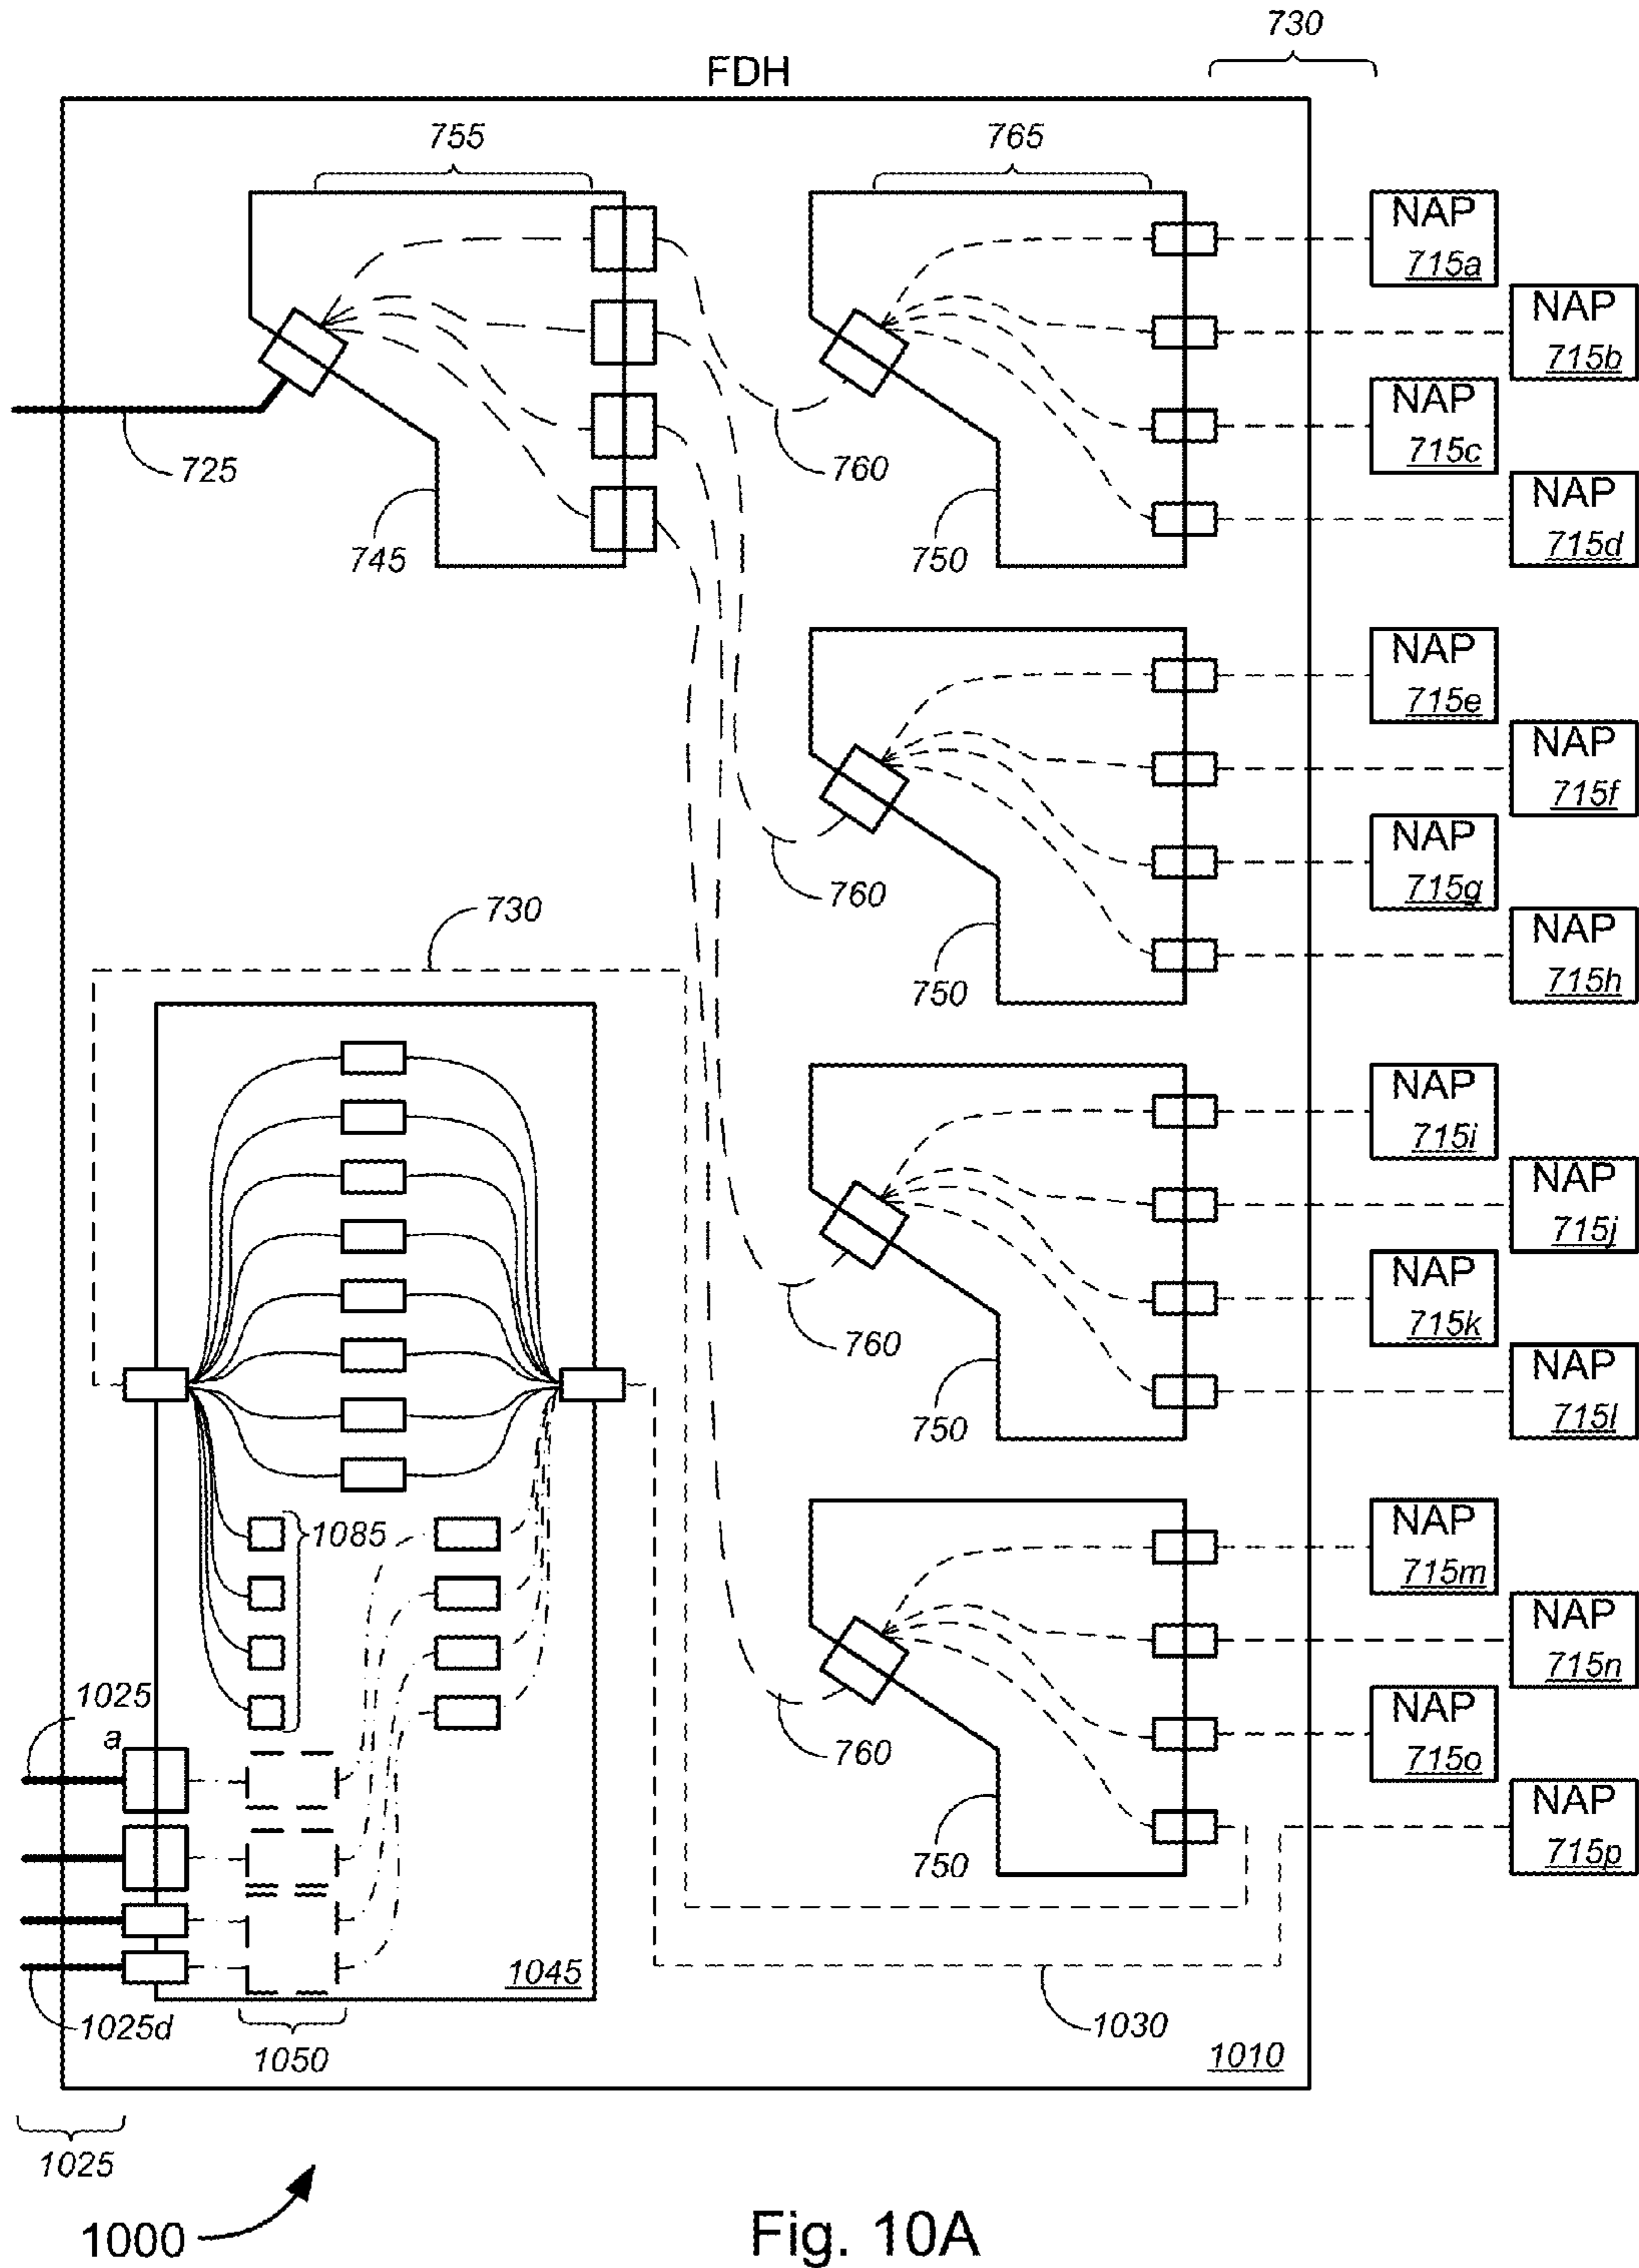 730
FDH
755
765
NAP
715a
NAP
715b
NAP
715c
725
760
NAP
715d
745
750
NAP
715e
NAP
715f
NAP
715g
760
730
NAP
715h
750
NAP
715i
NAP
715j
760
NAP
715k
750
NAP
715l
1085
NAP
715m
NAP
715n
1025
a
760
NAP
715o
NAP
715p
750
1045
1025d
1030
1050
1010
1025
1000
Fig. 10A